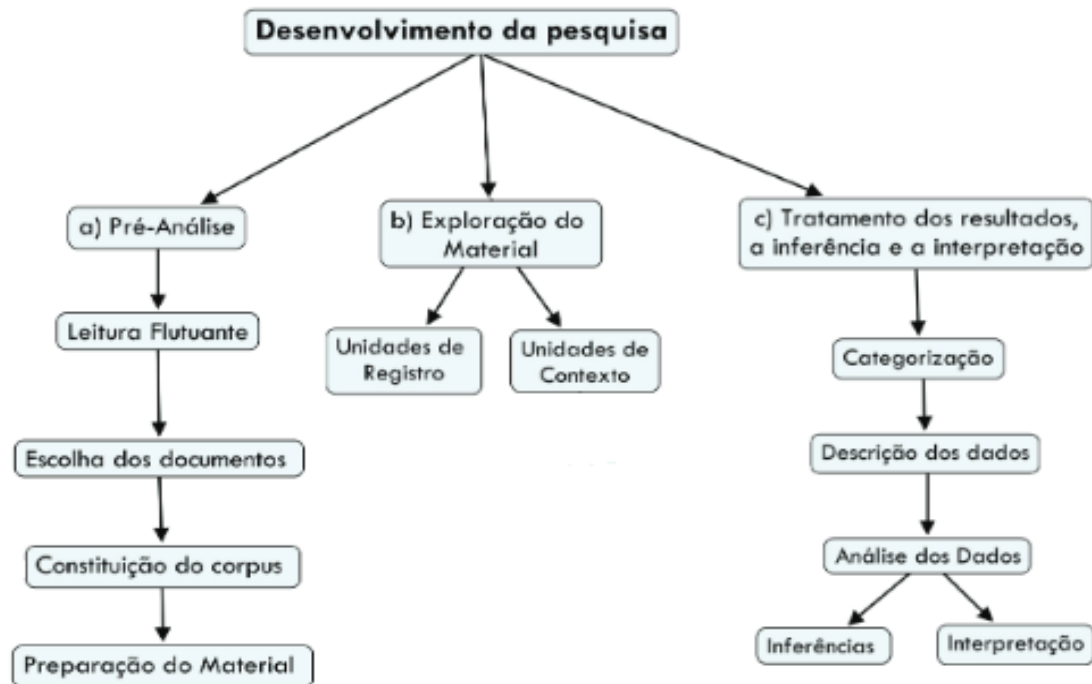 Desenvolvimento da pesquisa
a) Pré-Análise
Leitura Flutuante
Escolha dos documentos
Constituição do corpus
Preparação do Material
b) Exploração do
Material
Unidades de
Registro
Unidades de
Contexto
c) Tratamento dos resultados,
a inferência e a interpretação
Categorização
Descrição dos dados
Análise dos Dados
Inferências
Interpretação